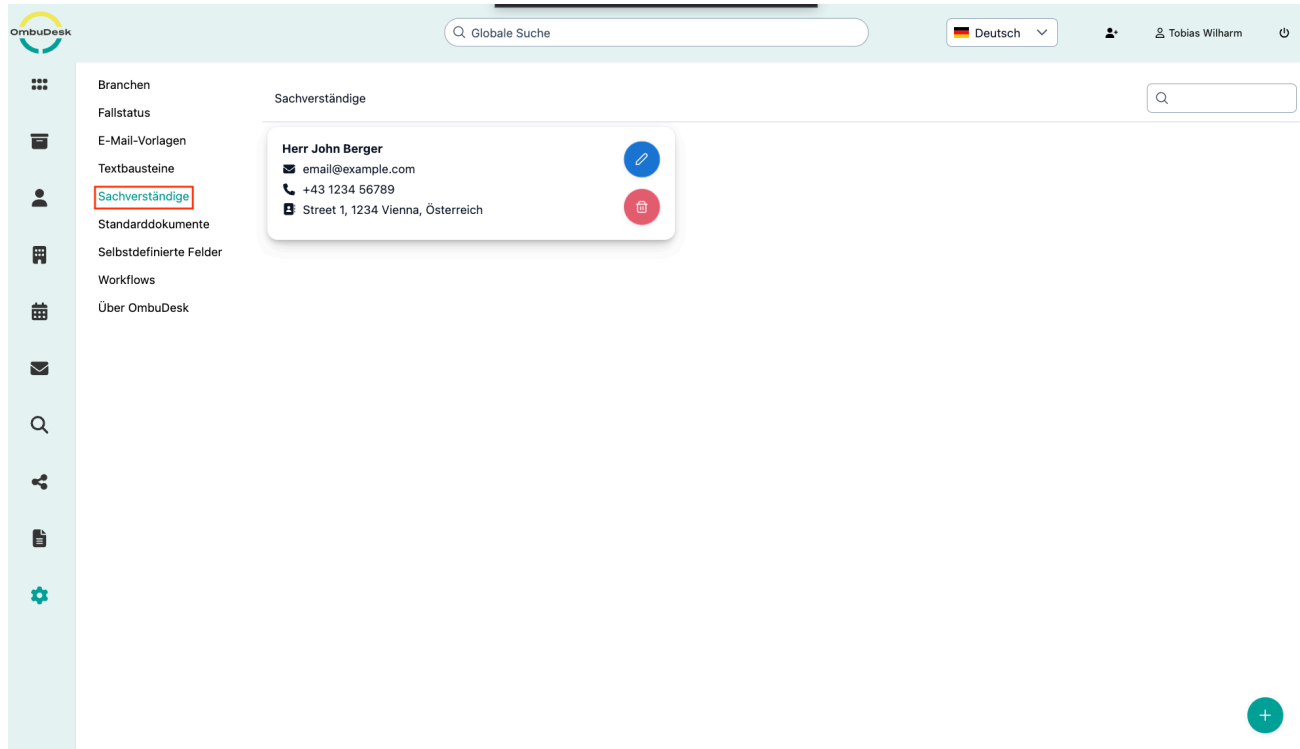 OmbuDesk
Globale Suche
Deutsch
Tobias Wilharm
Branchen
Fallstatus
E-Mail-Vorlagen
Textbausteine
Sachverständige
Standarddokumente
Selbstdefinierte Felder
Workflows
Über OmbuDesk
Sachverständige
Herr John Berger
email@example.com
+43 1234 56789
Street 1, 1234 Vienna, Österreich